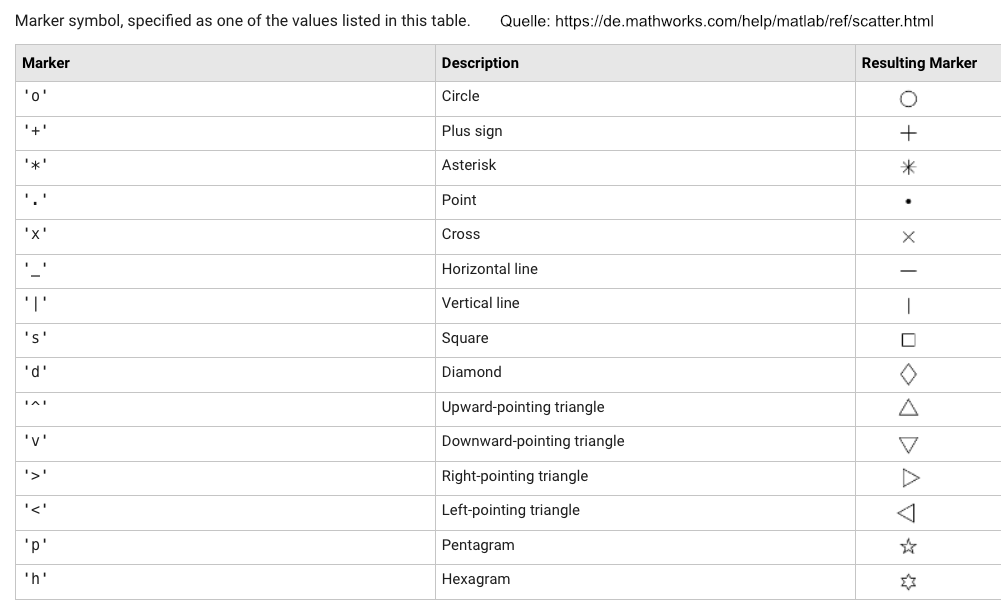 Marker symbol, specified as one of the values listed in this table. Quelle: https://de.mathworks.com/help/matlab/ref/scatter.html
Marker Description Resulting Marker
'o' Circle
'+' Plus sign
'*' Asterisk
'.' Point
'x' Cross
'_' Horizontal line
'|' Vertical line
's' Square
'd' Diamond
'^' Upward-pointing triangle
'v' Downward-pointing triangle
'>' Right-pointing triangle
'<' Left-pointing triangle
'p' Pentagram
'h' Hexagram